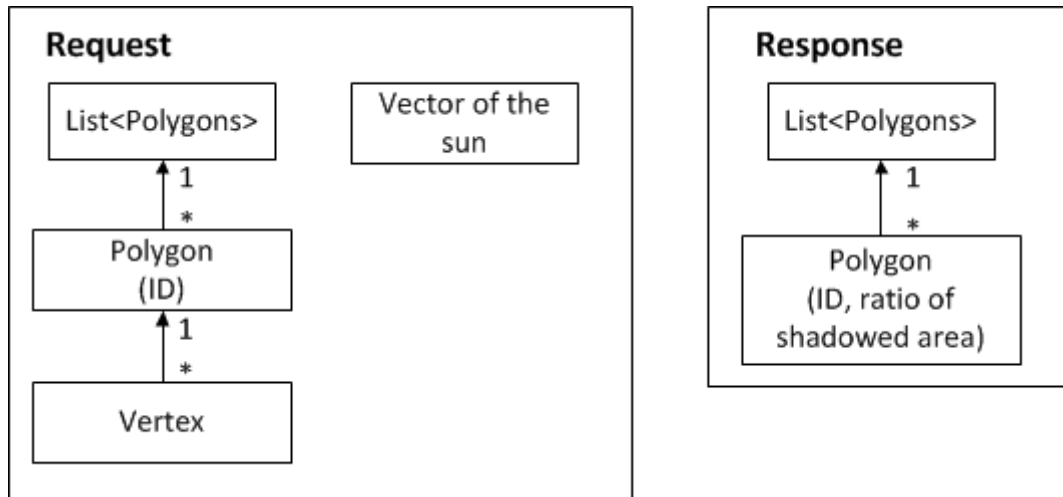 Request
List<Polygons>
Vector of the
sun
1
*
Polygon
(ID)
1
*
Vertex
Response
List<Polygons>
1
*
Polygon
(ID, ratio of
shadowed area)